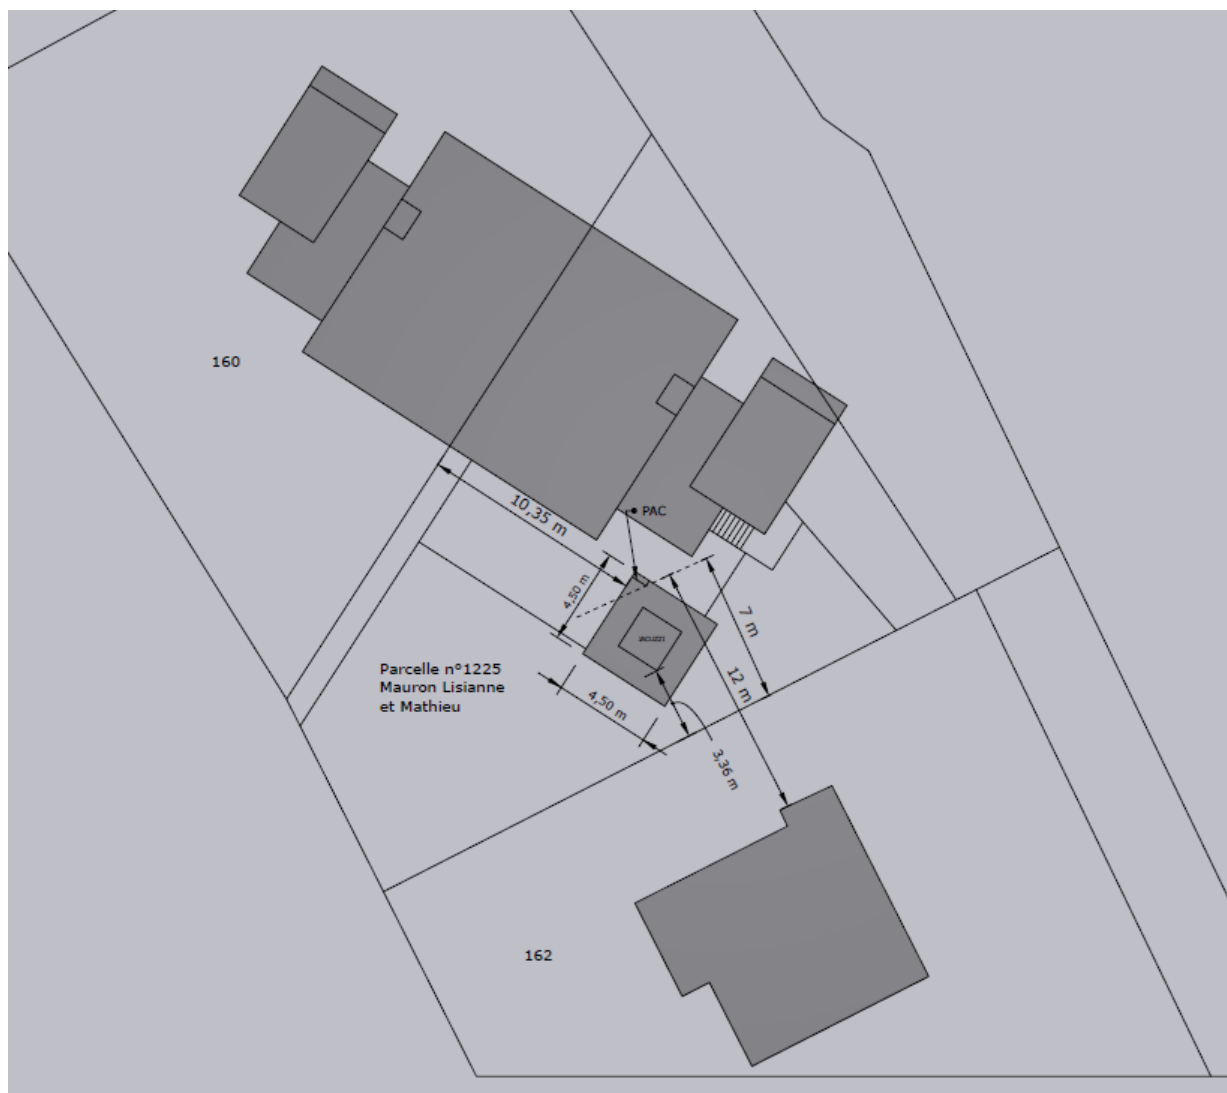 160
10,35 m
PAC
4,50 m
JACUZZI
7 m
12 m
Parcelle n°1225
Mauron Lisianne
et Mathieu
4,50 m
3,36 m
162